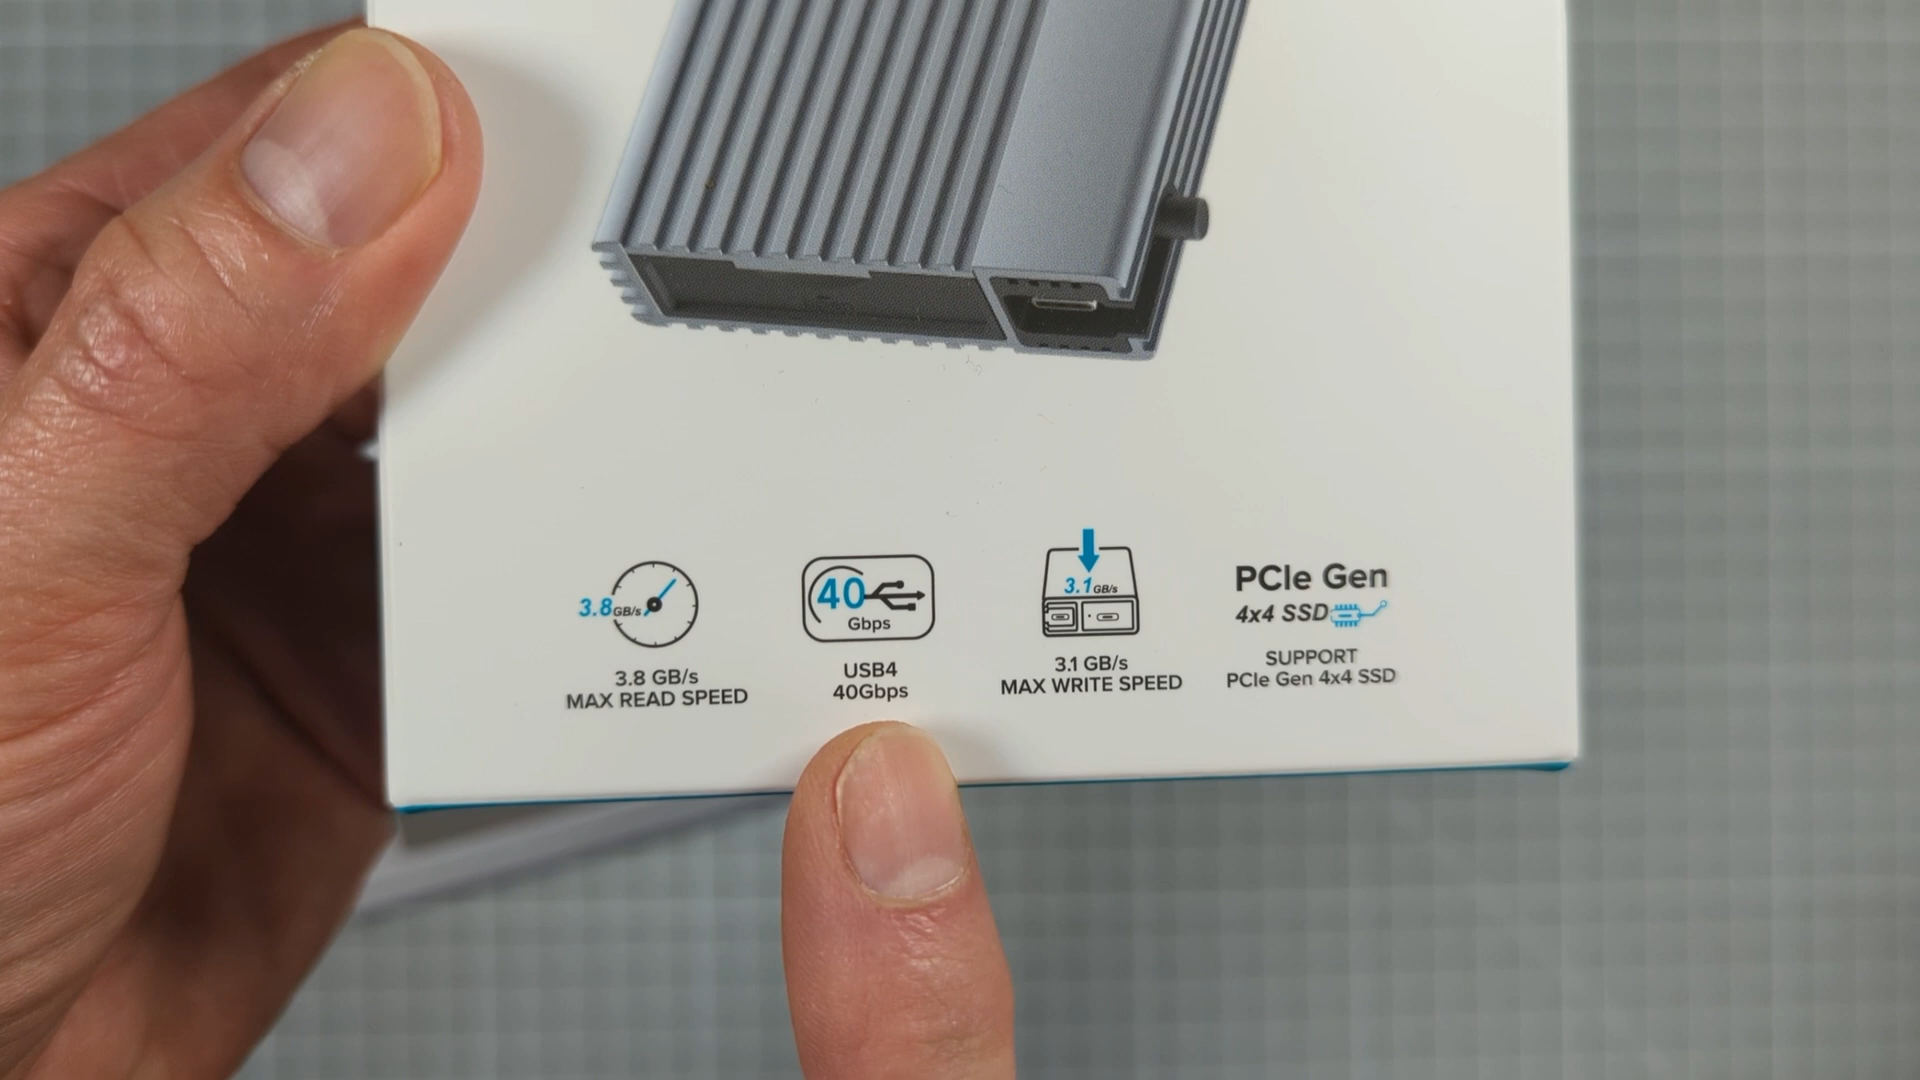 3.8GB/s
3.8 GB/s
MAX READ SPEED
40
Gbps
USB4
40Gbps
3.1GB/s
3.1 GB/s
MAX WRITE SPEED
PCIe Gen
4x4 SSD
SUPPORT
PCIe Gen 4x4 SSD